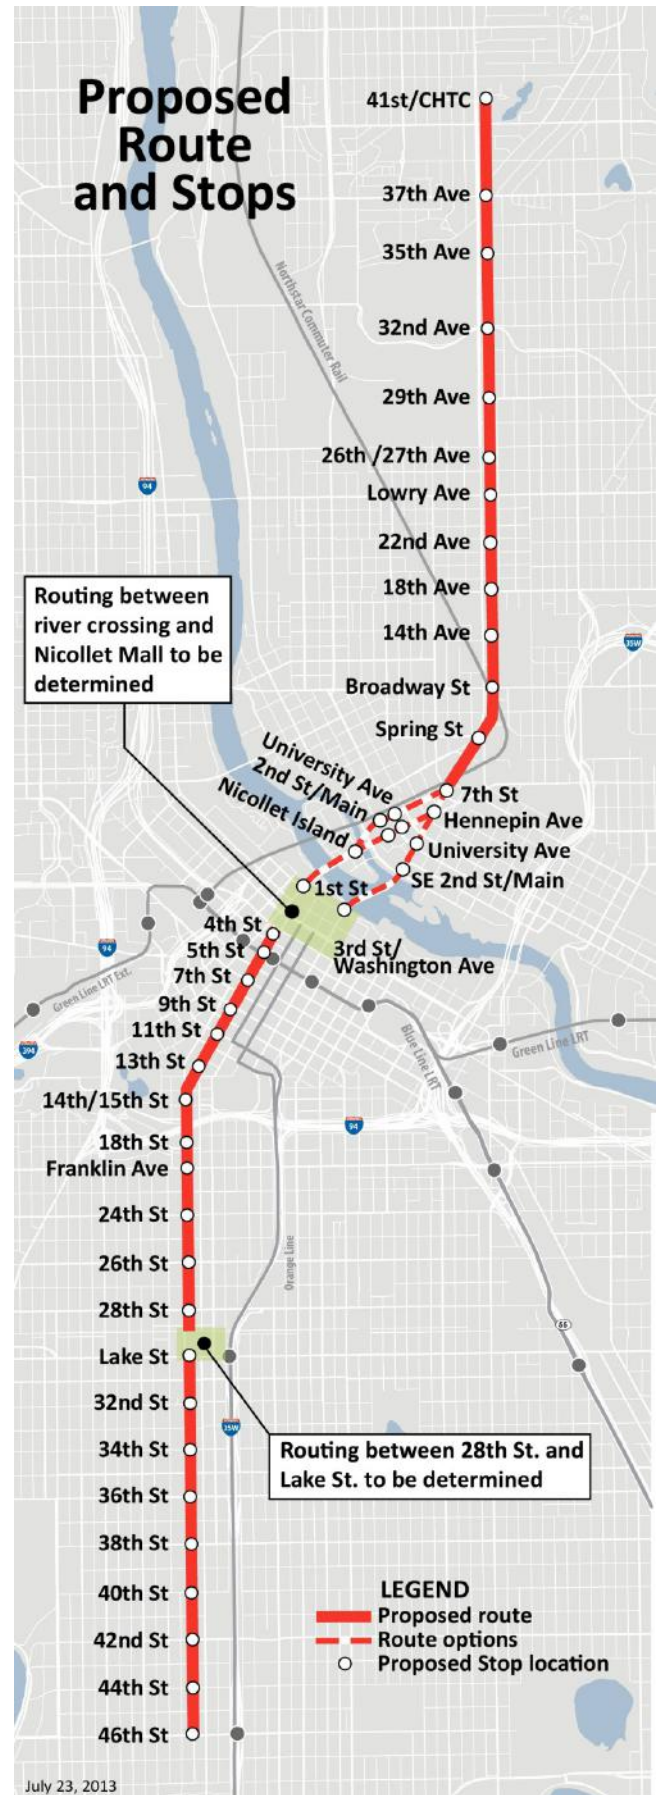 Proposed
Route
and Stops
41st/CHTC
37th Ave
35th Ave
Northstar Commuter Rail
32nd Ave
29th Ave
26th /27th Ave
94
Lowry Ave
22nd Ave
Routing between
river crossing and
Nicollet Mall to be
determined
18th Ave
14th Ave
35W
Broadway St
Spring St
University Ave
2nd St/Main
Nicollet Island
7th St
Hennepin Ave
University Ave
SE 2nd St/Main
1st St
4th St
3rd St/
Washington Ave
5th St
94
7th St
Green Line LRT Ext.
9th St
11th St
394
Blue Line LRT
Green Line LRT
13th St
14th/15th St
94
18th St
Franklin Ave
24th St
26th St
Orange Line
28th St
66
Lake St
32nd St
35W
Routing between 28th St. and
Lake St. to be determined
34th St
36th St
38th St
40th St
LEGEND
Proposed route
Route options
Proposed Stop location
42nd St
44th St
46th St
July 23, 2013